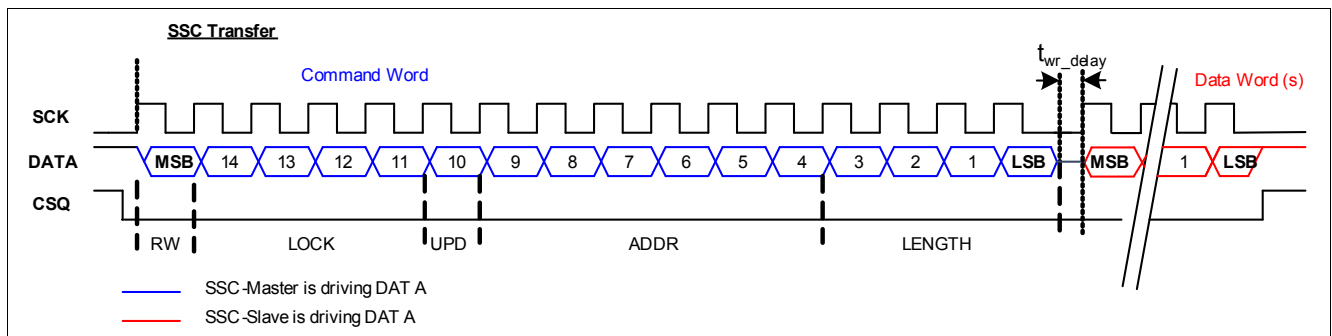 SSC Transfer
Command Word
t wr_delay
Data Word (s)
SCK
DATA MSB 14 13 12 11 10 9 8 7 6 5 4 3 2 1 LSB MSB 1 LSB
CSQ
RW LOCK UPD ADDR LENGTH
SSC-Master is driving DAT A
SSC-Slave is driving DAT A